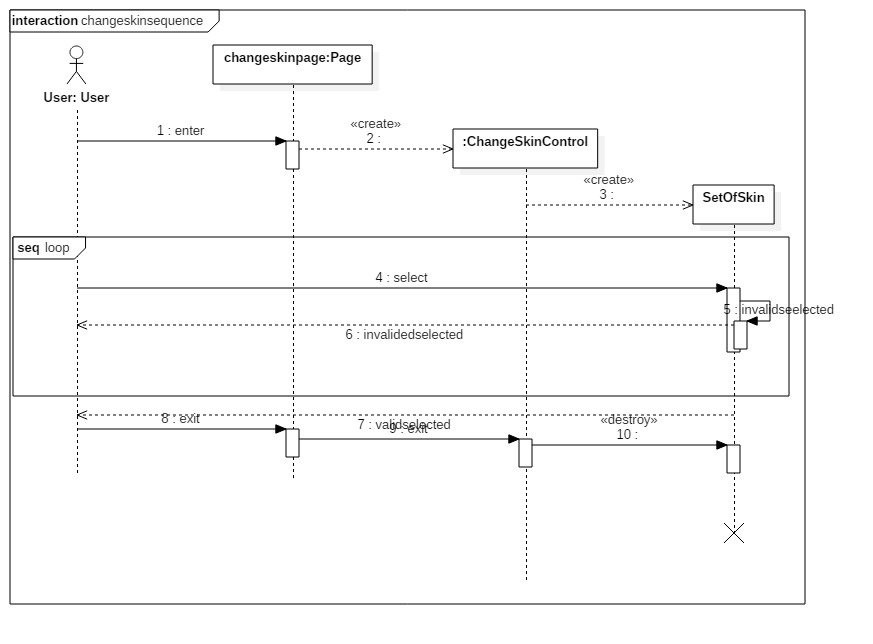 interaction changeskinsequence
changeskinpage:Page
User: User
1 : enter
«create»
2 :
:ChangeSkinControl
«create»
3 :
SetOfSkin
seq loop
4 : select
5 : invalidseelected
6 : invalidedselected
8 : exit
7 : validselected
9 : exit
«destroy»
10 :